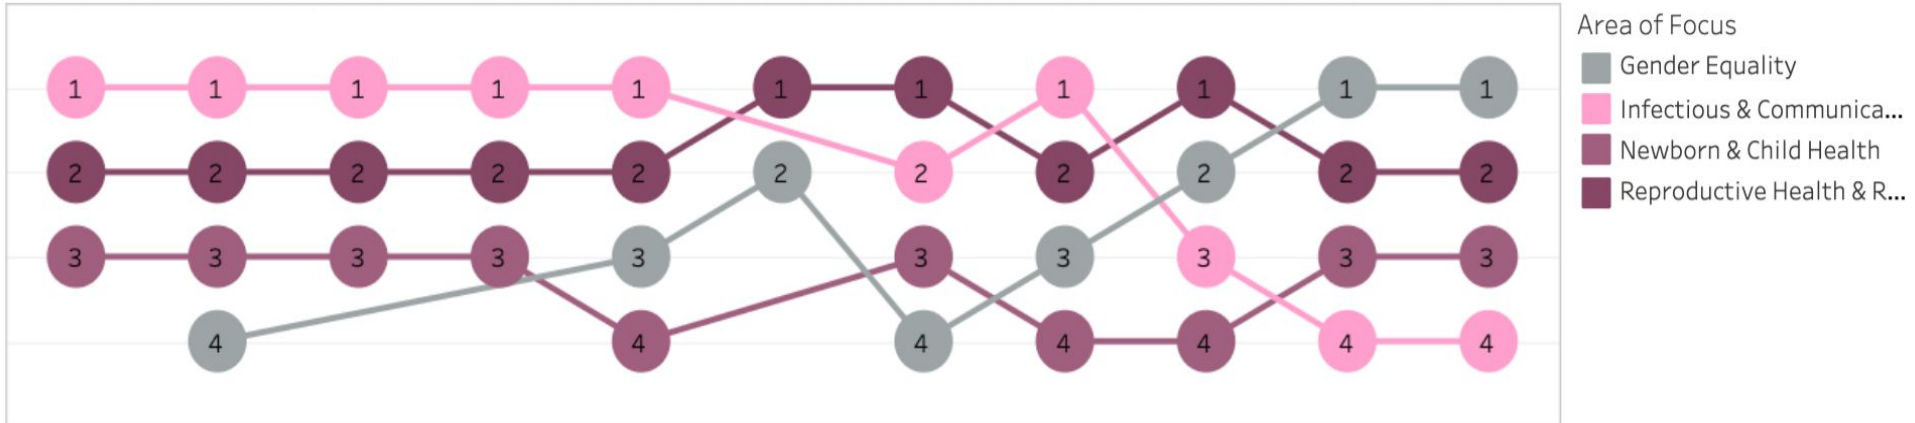 Area of Focus
Gender Equality
Infectious & Communica...
Newborn & Child Health
Reproductive Health & R...
1 1 1 1 1 1 1 1 1 1 1
2 2 2 2 2 2 2 2 2 2 2
3 3 3 3 3 3 3 3 3 3
4 4 4 4 4 4 4